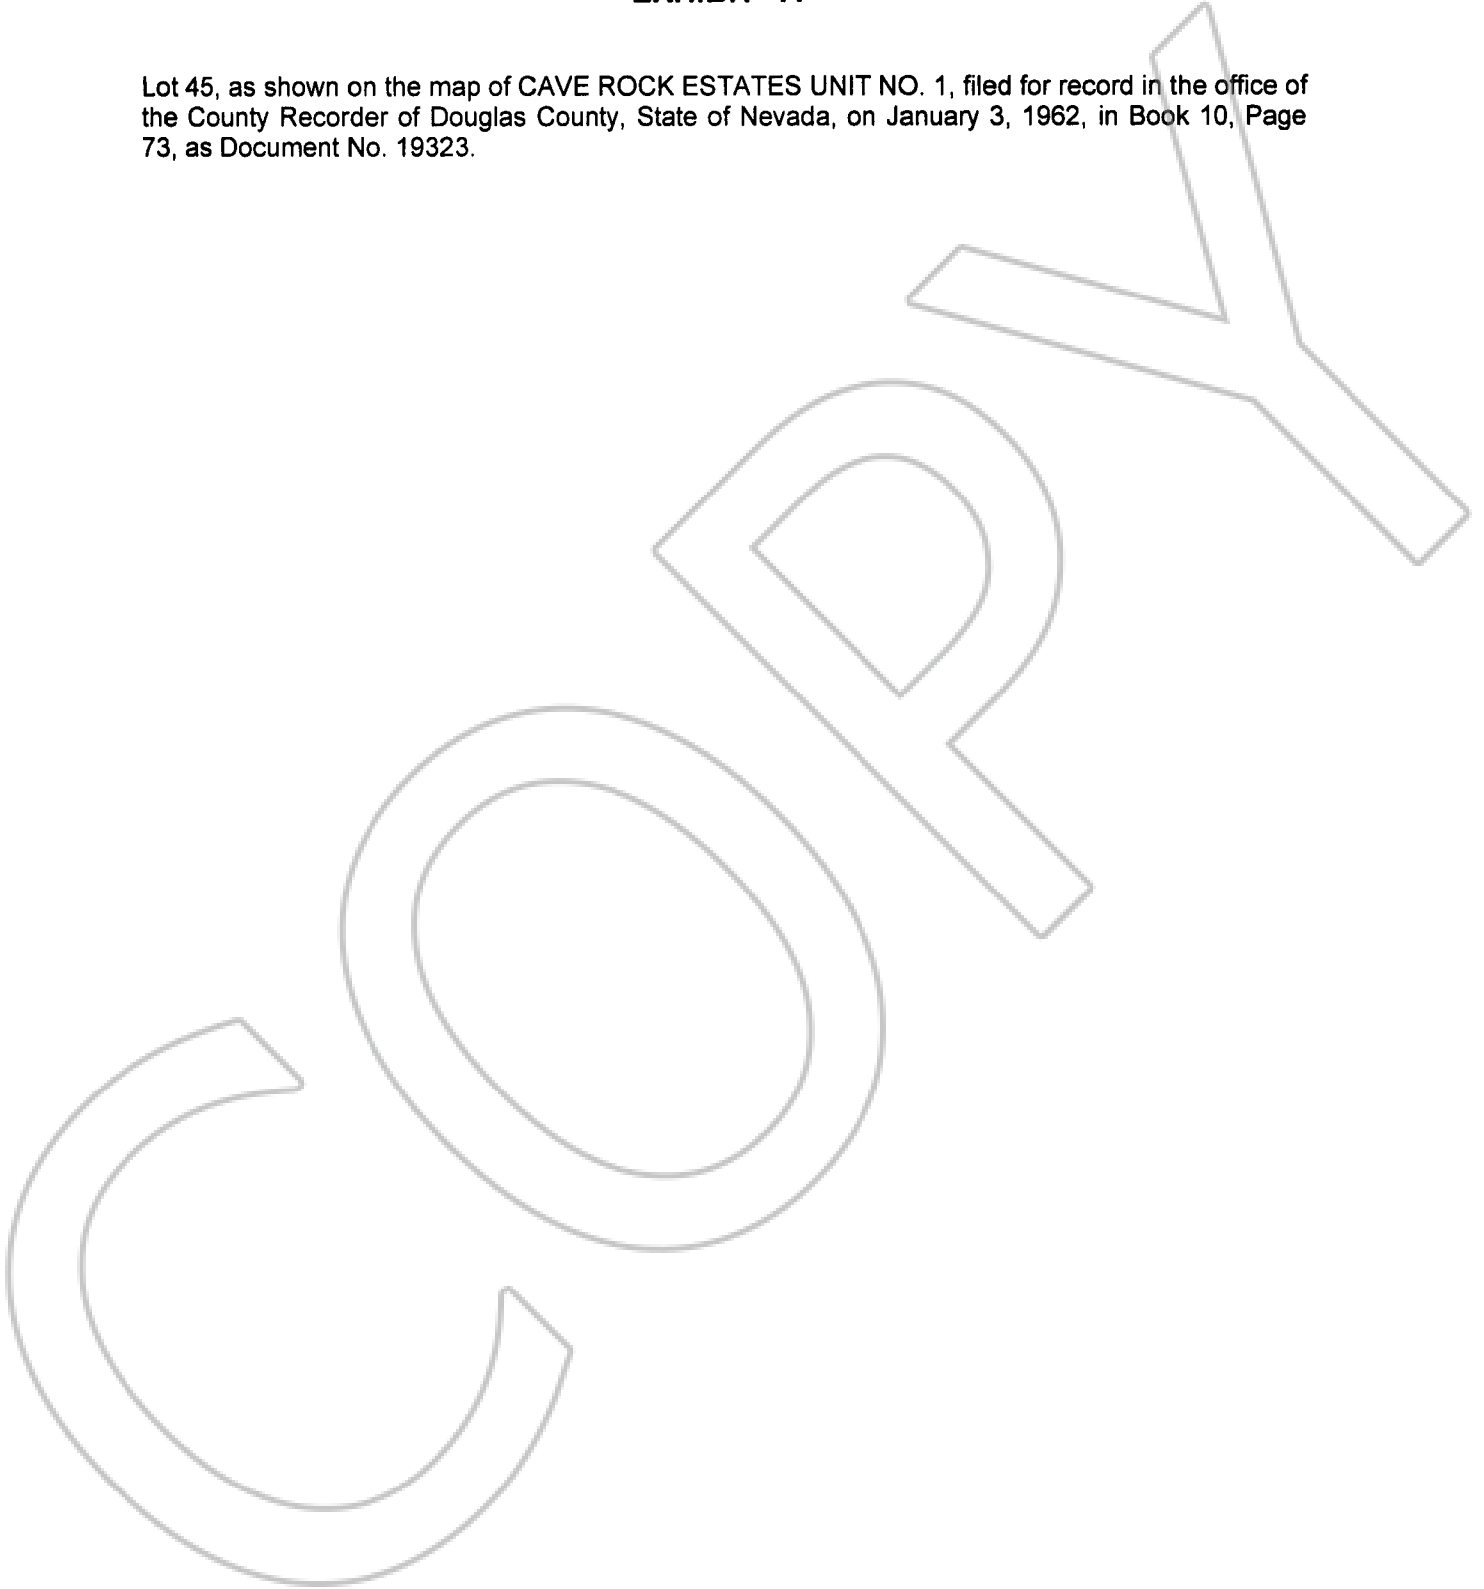 Lot 45, as shown on the map of CAVE ROCK ESTATES UNIT NO. 1, filed for record in the office of
the County Recorder of Douglas County, State of Nevada, on January 3, 1962, in Book 10, Page
73, as Document No. 19323.
COPY